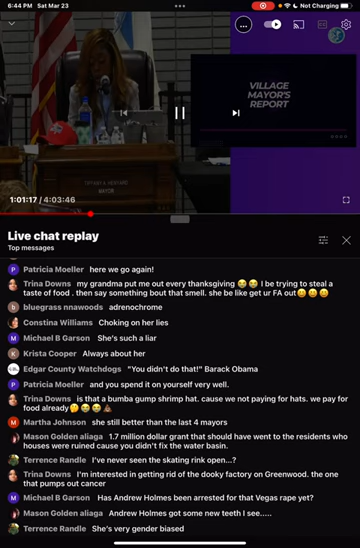 6:44 PM Sat Mar 23
Not Charging
VILLAGE
MAYOR'S
REPORT
MAYOR
1:01:17 / 4:03:46
Live chat replay
Top messages
P Patricia Moeller here we go again!
Trina Downs my grandma put me out every thanksgiving 😭😭 I be trying to steal a
taste of food . then say something bout that smell. she be like get ur FA out😀😀😀
b bluegrass nnawoods adrenochrome
Constina Williams Choking on her lies
M Michael B Garson She's such a liar
K Krista Cooper Always about her
Edgar County Watchdogs "You didn't do that!" Barack Obama
P Patricia Moeller and you spend it on yourself very well.
Trina Downs is that a bumba gump shrimp hat. cause we not paying for hats. we pay for
food already🤔😭😭💩
M Martha Johnson she still better than the last 4 mayors
Mason Golden aliaga 1.7 million dollar grant that should have went to the residents who
houses were ruined cause you didn't fix the water basin.
Terrence Randle I've never seen the skating rink open...?
Trina Downs I'm interested in getting rid of the dooky factory on Greenwood. the one
that pumps out cancer
M Michael B Garson Has Andrew Holmes been arrested for that Vegas rape yet?
Mason Golden aliaga Andrew Holmes got some new teeth I see.....
Terrence Randle She's very gender biased